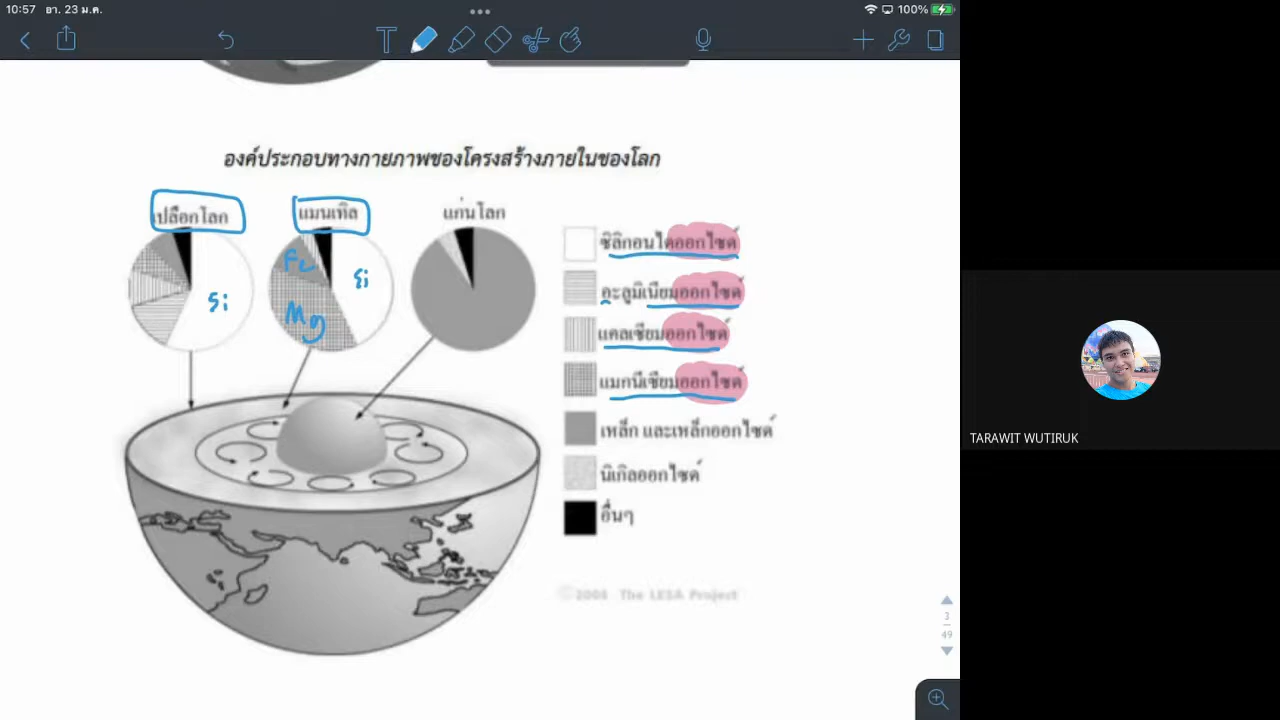 10:57 อา. 23 ม.ค.
100%
องค์ประกอบทางกายภาพของโครงสร้างภายในของโลก
เปลือกโลก แมนเทิล แก่นโลก
ซิลิกอนไดออกไซด์
อะลูมิเนียมออกไซด์
แคลเซียมออกไซด์
แมกนีเซียมออกไซด์
เหล็ก และเหล็กออกไซด์
นิเกิลออกไซด์
อื่นๆ
Si
Fe
Si
Mg
©2008 The LESA Project
3
49
TARAWIT WUTIRUK